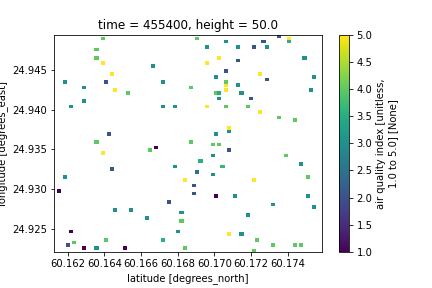 time = 455400, height = 50.0
24.945
24.940
24.935
24.930
24.925
longitude [degrees_east]
60.162 60.164 60.166 60.168 60.170 60.172 60.174
latitude [degrees_north]
5.0
4.5
4.0
3.5
3.0
2.5
2.0
1.5
1.0
air quality index [unitless,
1.0 to 5.0] [None]